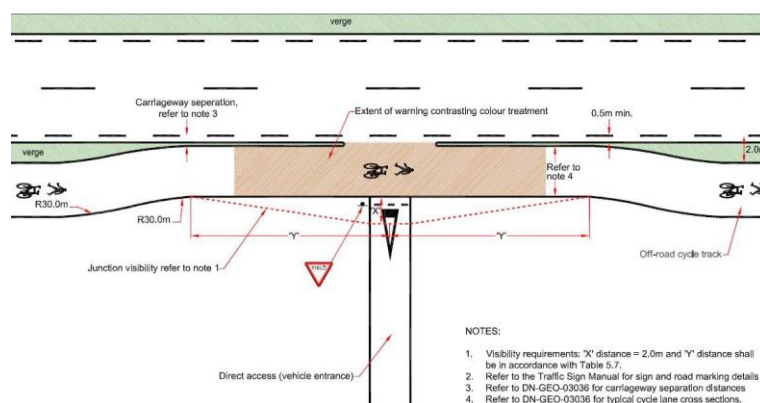 verge
Carriageway seperation,
refer to note 3
Extent of warning contrasting colour treatment
0.5m min.
verge
2.0m
Refer to
note 4
R30.0m
R30.0m
X
'Y'
'Y'
Junction visibility refer to note 1
YIELD
Off-road cycle track
Direct access (vehicle entrance)
NOTES:
1. Visibility requirements: 'X' distance = 2.0m and 'Y' distance shall
be in accordance with Table 5.7.
2. Refer to the Traffic Sign Manual for sign and road marking details
3. Refer to DN-GEO-03036 for carriageway separation distances
4. Refer to DN-GEO-03036 for typical cycle lane cross sections.